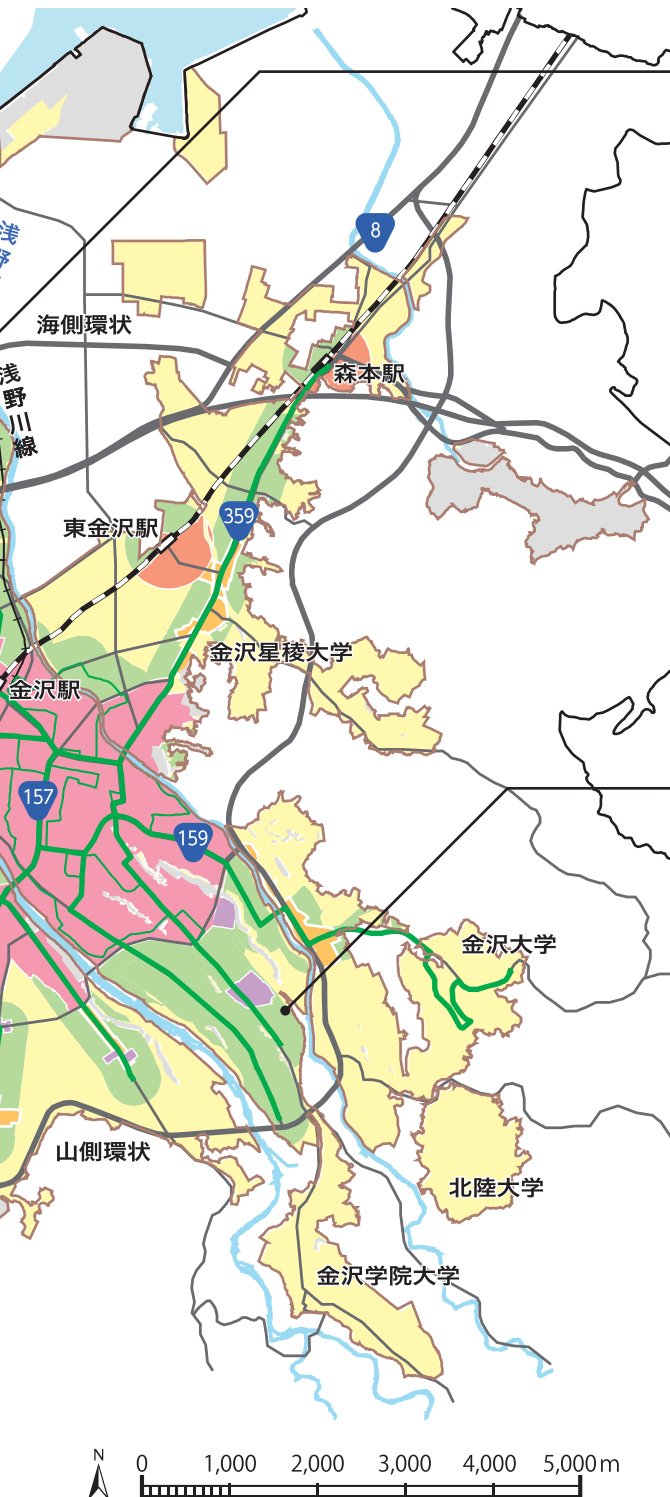 8
浅野
海側環状
浅野川線
森本駅
359
東金沢駅
金沢星稜大学
金沢駅
157
159
金沢大学
山側環状
北陸大学
金沢学院大学
N
0 1,000 2,000 3,000 4,000 5,000m